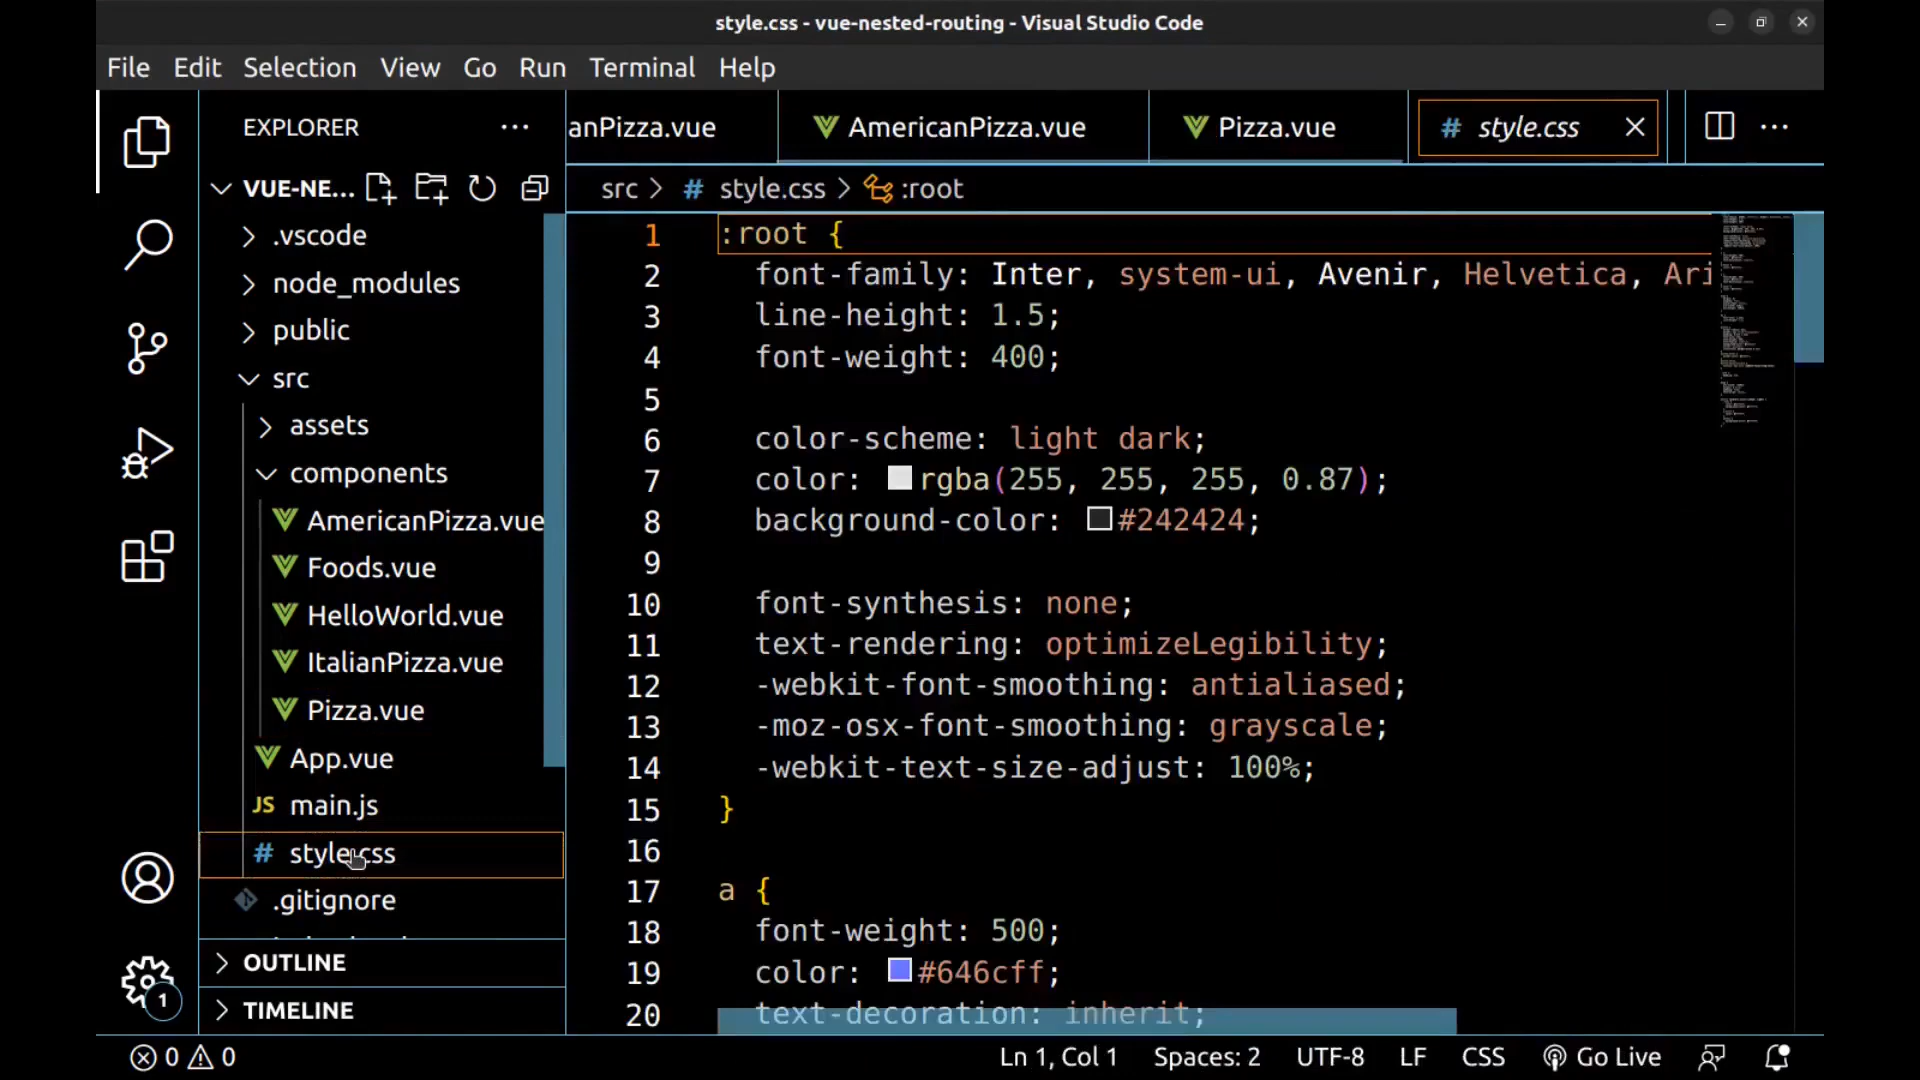 style.css - vue-nested-routing - Visual Studio Code
File Edit Selection View Go Run Terminal Help
EXPLORER
anPizza.vue
AmericanPizza.vue
Pizza.vue
# style.css
VUE-NE...
src > # style.css > :root
.vscode
node_modules
public
src
assets
components
AmericanPizza.vue
Foods.vue
HelloWorld.vue
ItalianPizza.vue
Pizza.vue
App.vue
JS main.js
# style.css
.gitignore
OUTLINE
TIMELINE
1 :root {
2 font-family: Inter, system-ui, Avenir, Helvetica, Ari
3 line-height: 1.5;
4 font-weight: 400;
5
6 color-scheme: light dark;
7 color: rgba(255, 255, 255, 0.87);
8 background-color: #242424;
9
10 font-synthesis: none;
11 text-rendering: optimizeLegibility;
12 -webkit-font-smoothing: antialiased;
13 -moz-osx-font-smoothing: grayscale;
14 -webkit-text-size-adjust: 100%;
15 }
16
17 a {
18 font-weight: 500;
19 color: #646cff;
20 text-decoration: inherit;
1
0 0
Ln 1, Col 1 Spaces: 2 UTF-8 LF CSS Go Live